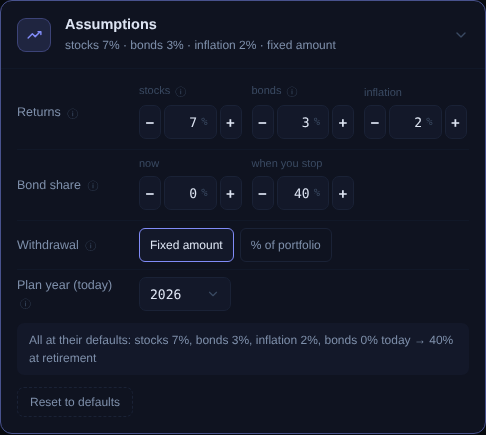 Assumptions
stocks 7% · bonds 3% · inflation 2% · fixed amount
stocks ⓘ bonds ⓘ inflation
Returns ⓘ − 7 % + − 3 % + − 2 % +
now when you stop
Bond share ⓘ − 0 % + − 40 % +
Withdrawal ⓘ Fixed amount % of portfolio
Plan year (today) ⓘ 2026
All at their defaults: stocks 7%, bonds 3%, inflation 2%, bonds 0% today → 40%
at retirement
Reset to defaults